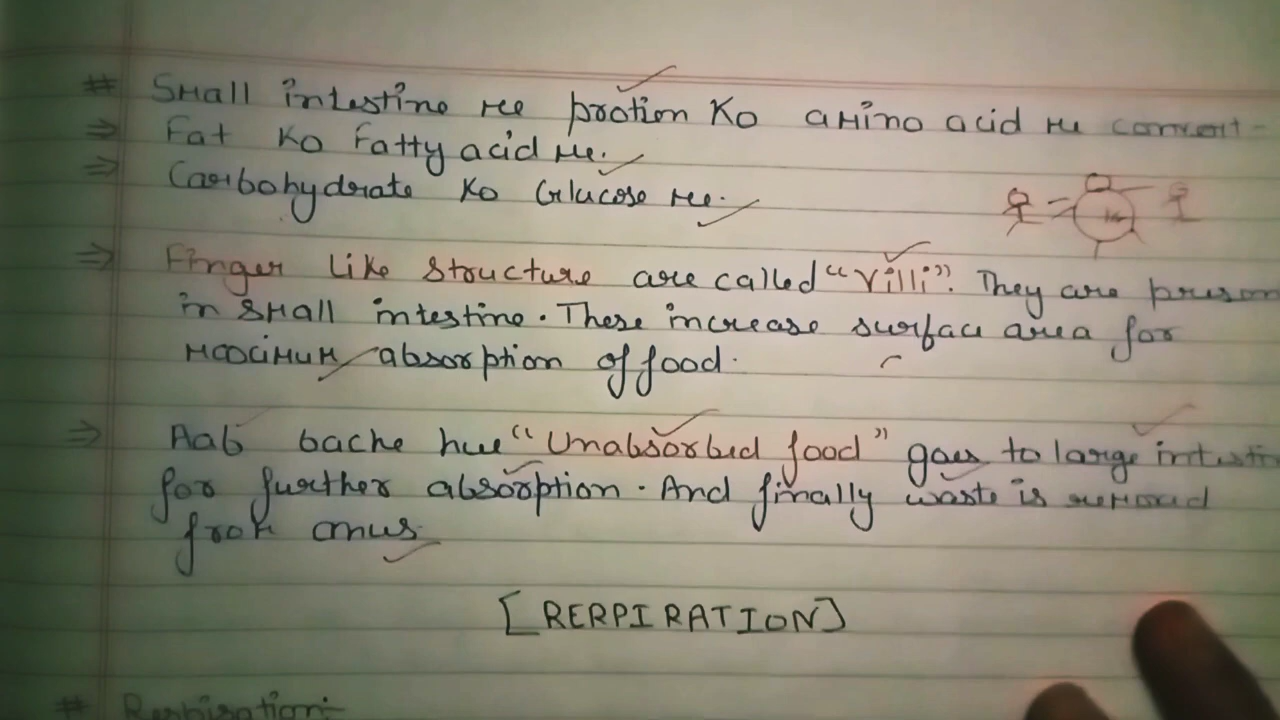 # Small intestine me protion Ko amino acid me convert-
⇒ Fat Ko Fatty acid me.
⇒ Carbohydrate Ko Glucose me.
⇒ Finger Like structure are called "Villi". They are presen
in small intestine. These increase surface area for
maximum absorption of food.
⇒ Aab bache hue "Unabsorbed food" goes to large intestin
for further absorption. And finally waste is removed
from anus.
[RERPIRATION]
# Rerpiration:-